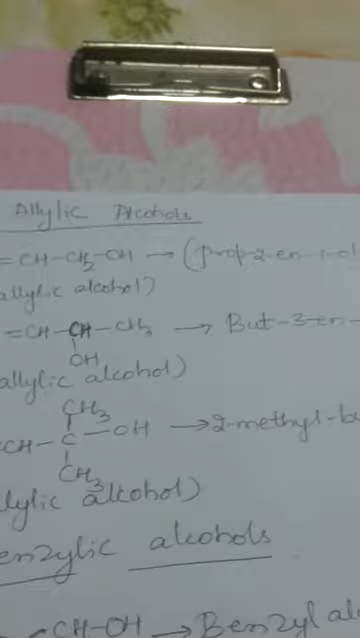 Allylic Alcohols
=CH-CH2-OH → (prop-2-en-1-ol
allylic alcohol)
=CH-CH-CH3 → But-3-en-
OH
allylic alcohol)
CH3
CH-C-OH → 2-methyl-bu
CH3
lylic alcohol)
enzylic alcohols
CH-OH → Benzyl al